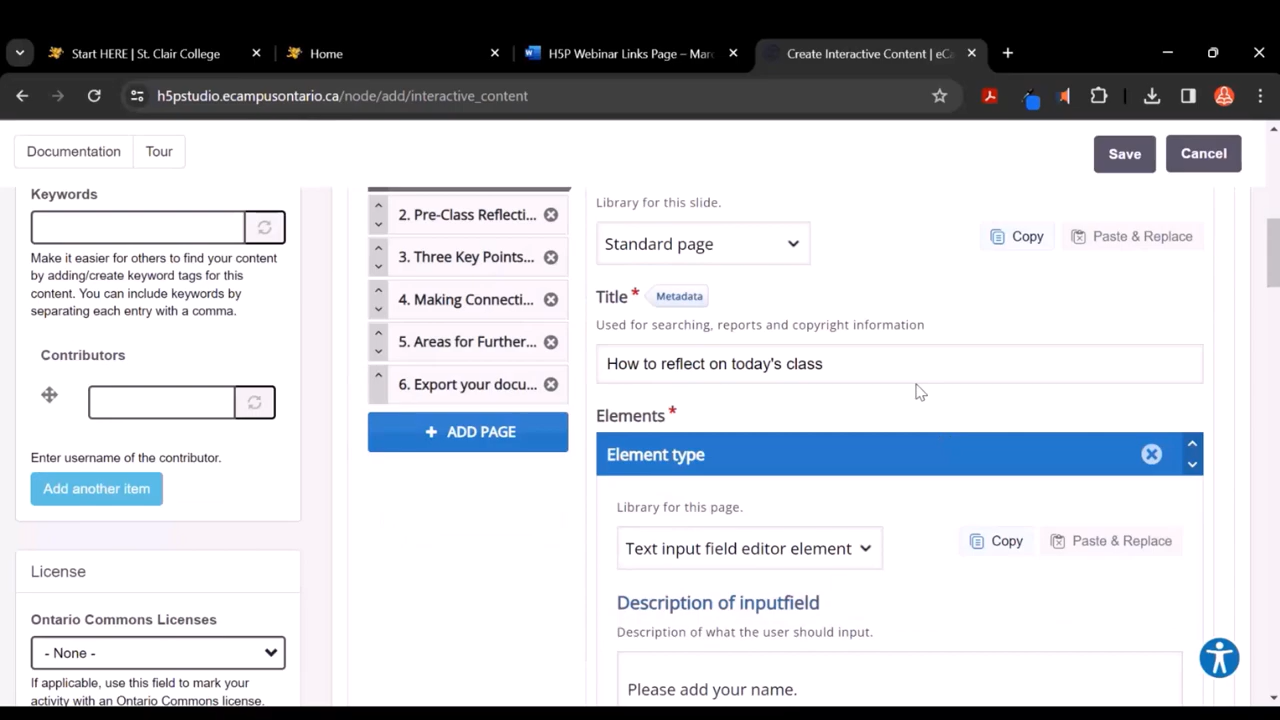 Start HERE | St. Clair College
Home
H5P Webinar Links Page – Mar
Create Interactive Content | eCa
h5pstudio.ecampusontario.ca/node/add/interactive_content
Documentation
Tour
Save
Cancel
Keywords
Make it easier for others to find your content
by adding/create keyword tags for this
content. You can include keywords by
separating each entry with a comma.
Contributors
Enter username of the contributor.
Add another item
License
Ontario Commons Licenses
- None -
If applicable, use this field to mark your
activity with an Ontario Commons license.
2. Pre-Class Reflecti...
3. Three Key Points...
4. Making Connecti...
5. Areas for Further...
6. Export your docu...
+ ADD PAGE
Library for this slide.
Standard page
Copy
Paste & Replace
Title *
Metadata
Used for searching, reports and copyright information
How to reflect on today's class
Elements *
Element type
Library for this page.
Text input field editor element
Copy
Paste & Replace
Description of inputfield
Description of what the user should input.
Please add your name.